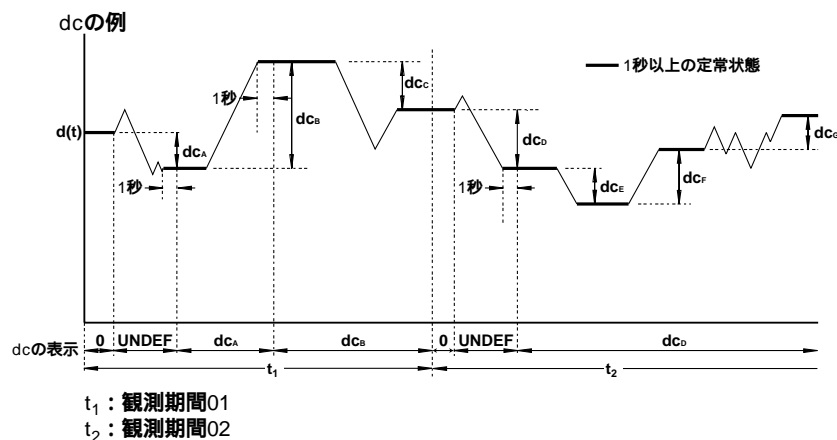 dcの例
1秒以上の定常状態
1秒
dcC
dcB
d(t)
dcA
dcD
dcG
1秒
1秒
dcE
dcF
dcの表示
0
UNDEF
dcA
dcB
0
UNDEF
dcD
t1
t2
t1：観測期間01
t2：観測期間02